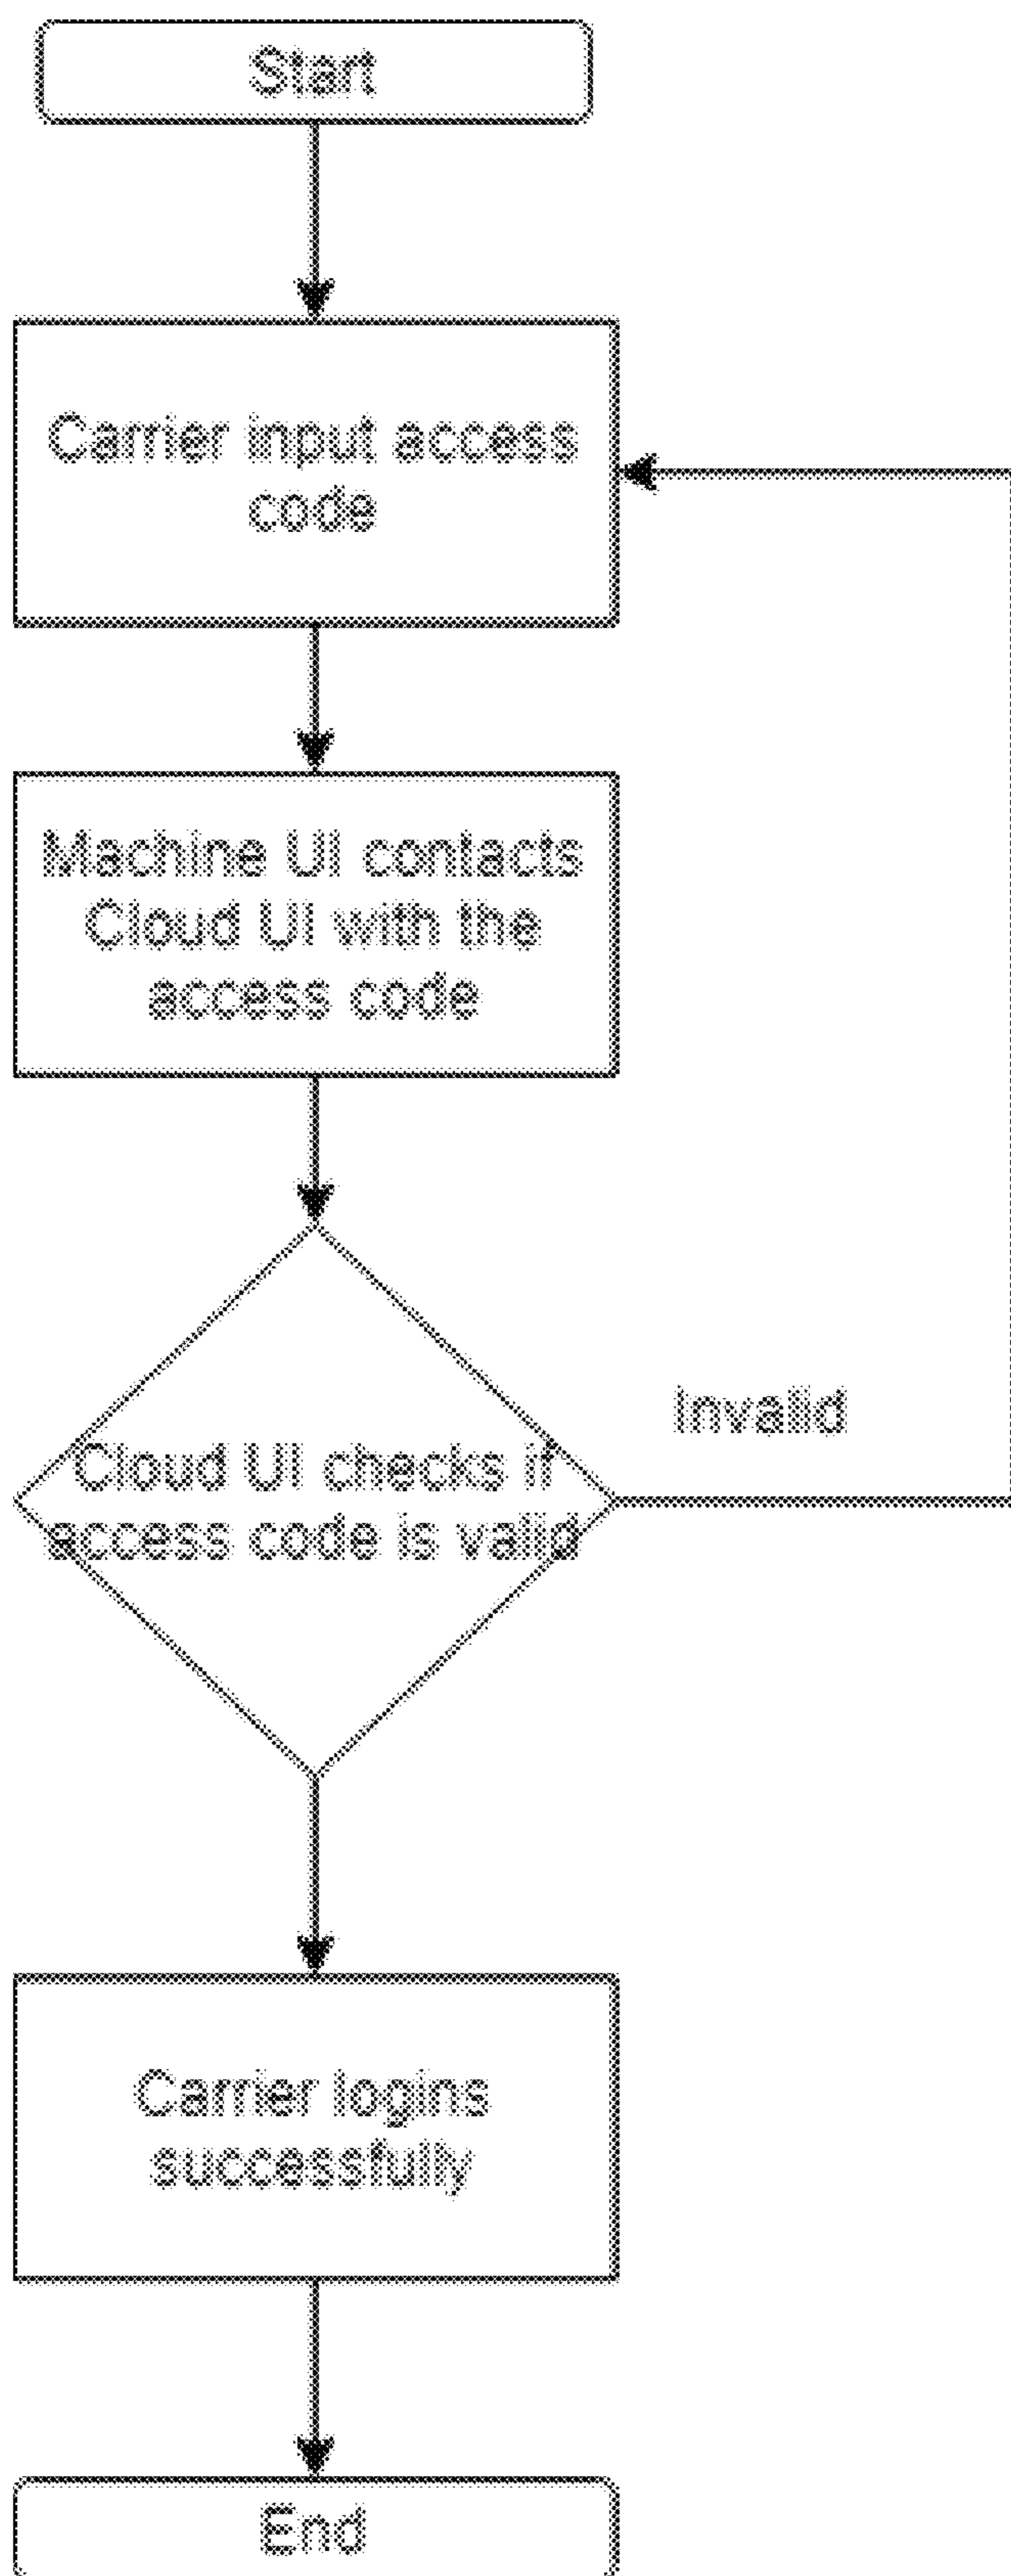 Start
Carrier input access
code
Machine UI contacts
Cloud UI with the
access code
Cloud UI checks if
access code is valid
Invalid
Carrier logins
successfully
End